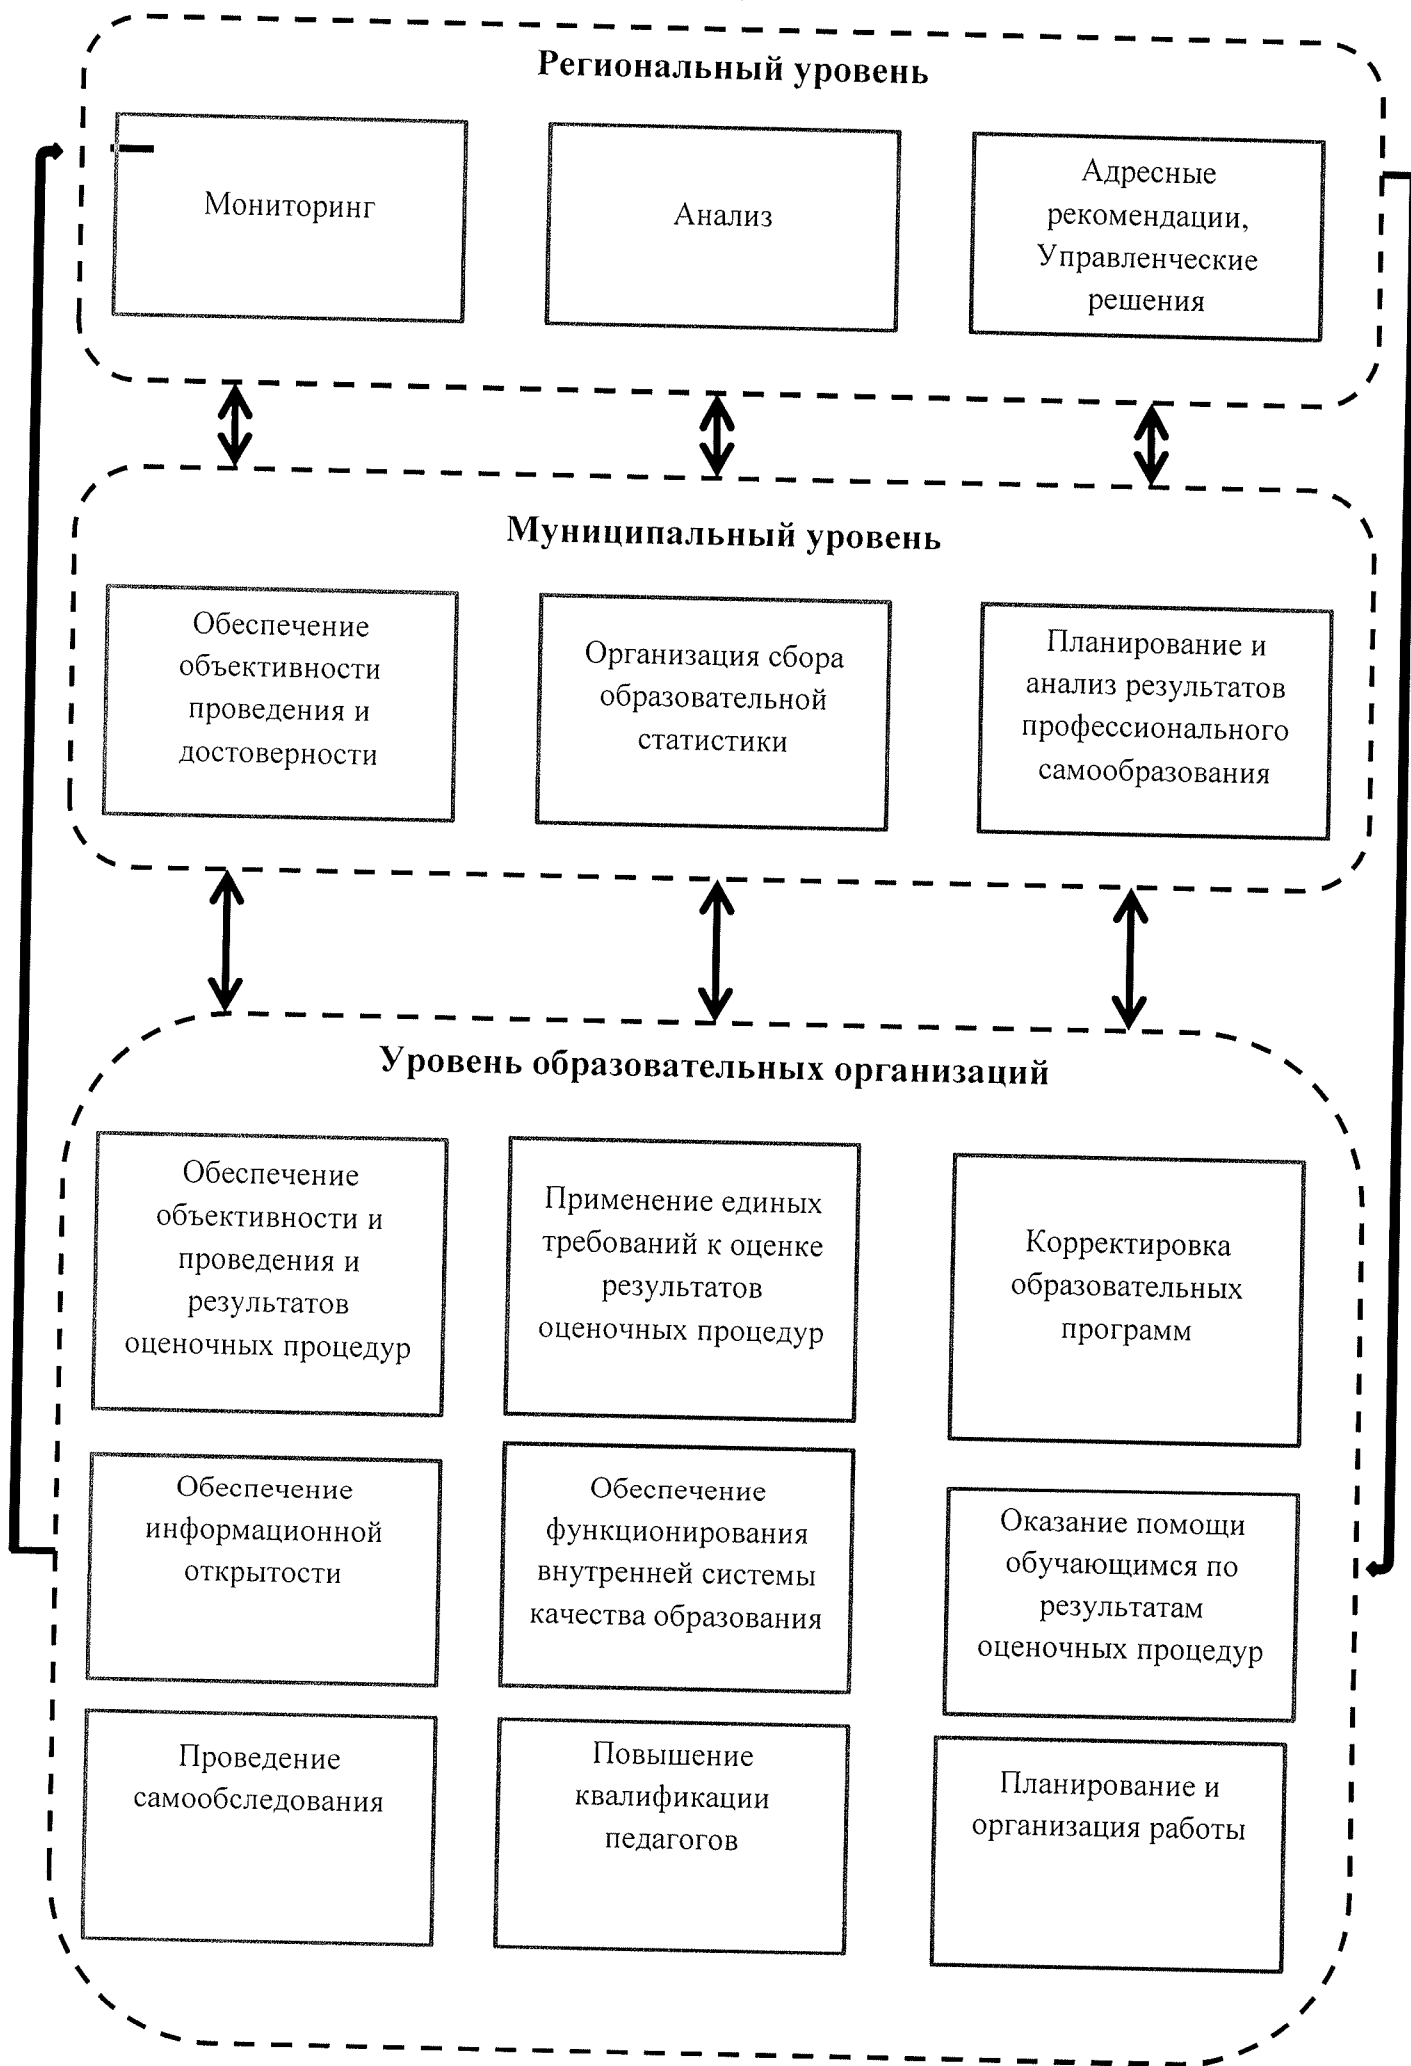 Региональный уровень
Мониторинг
Анализ
Адресные
рекомендации,
Управленческие
решения
Муниципальный уровень
Обеспечение
объективности
проведения и
достоверности
Организация сбора
образовательной
статистики
Планирование и
анализ результатов
профессионального
самообразования
Уровень образовательных организаций
Обеспечение
объективности и
проведения и
результатов
оценочных процедур
Применение единых
требований к оценке
результатов
оценочных процедур
Корректировка
образовательных
программ
Обеспечение
информационной
открытости
Обеспечение
функционирования
внутренней системы
качества образования
Оказание помощи
обучающимся по
результатам
оценочных процедур
Проведение
самообследования
Повышение
квалификации
педагогов
Планирование и
организация работы